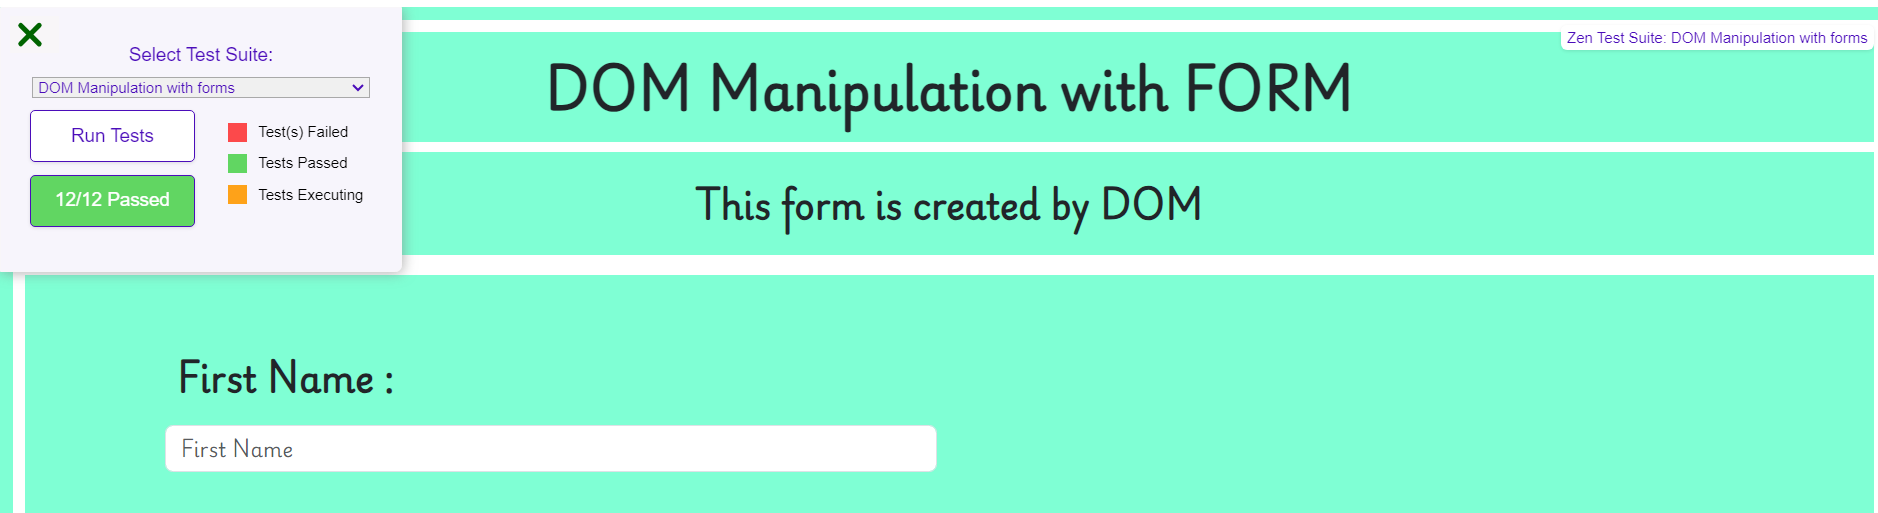 Select Test Suite:
DOM Manipulation with forms
Run Tests
12/12 Passed
Test(s) Failed
Tests Passed
Tests Executing
Zen Test Suite: DOM Manipulation with forms
DOM Manipulation with FORM
This form is created by DOM
First Name :
First Name